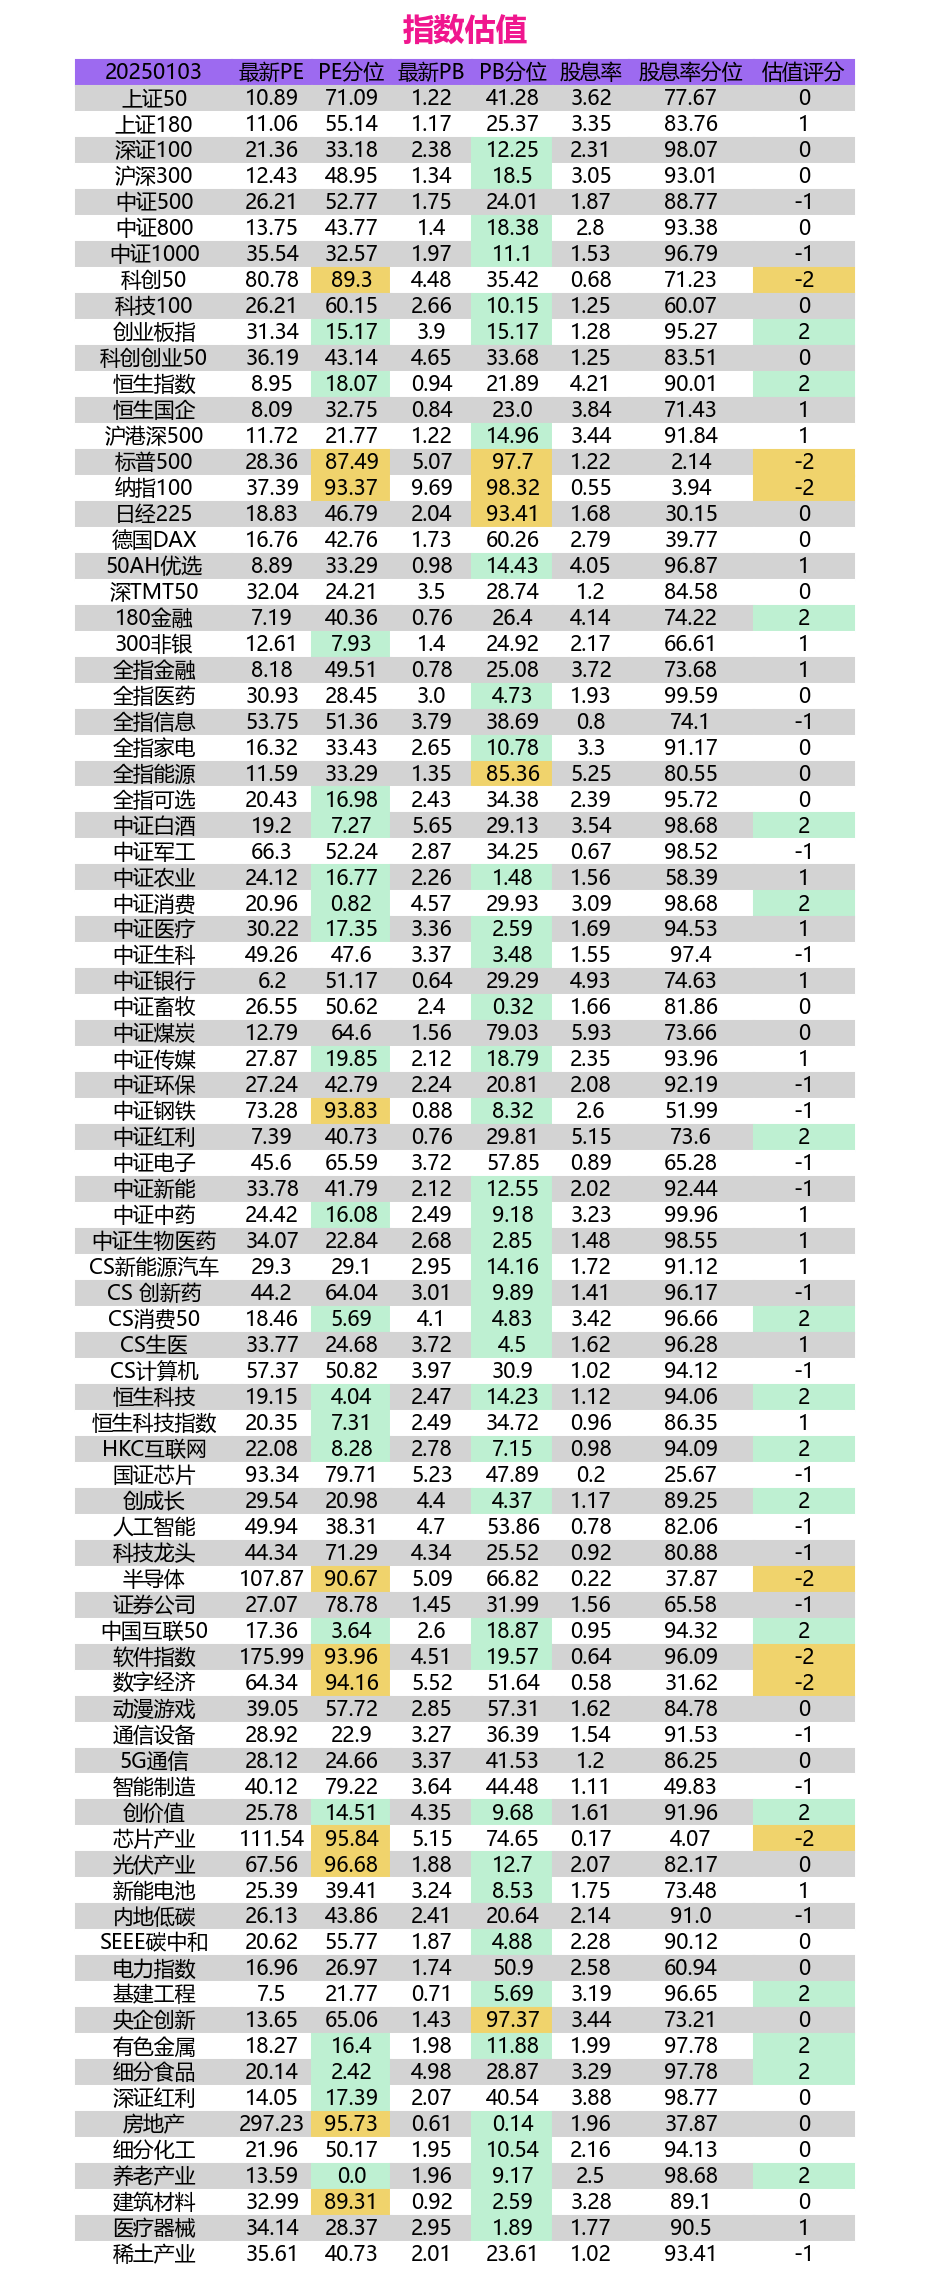 指数估值
20250103 最新PE PE分位 最新PB PB分位 股息率 股息率分位 估值评分
上证50 10.89 71.09 1.22 41.28 3.62 77.67 0
上证180 11.06 55.14 1.17 25.37 3.35 83.76 1
深证100 21.36 33.18 2.38 12.25 2.31 98.07 0
沪深300 12.43 48.95 1.34 18.5 3.05 93.01 0
中证500 26.21 52.77 1.75 24.01 1.87 88.77 -1
中证800 13.75 43.77 1.4 18.38 2.8 93.38 0
中证1000 35.54 32.57 1.97 11.1 1.53 96.79 -1
科创50 80.78 89.3 4.48 35.42 0.68 71.23 -2
科技100 26.21 60.15 2.66 10.15 1.25 60.07 0
创业板指 31.34 15.17 3.9 15.17 1.28 95.27 2
科创创业50 36.19 43.14 4.65 33.68 1.25 83.51 0
恒生指数 8.95 18.07 0.94 21.89 4.21 90.01 2
恒生国企 8.09 32.75 0.84 23.0 3.84 71.43 1
沪港深500 11.72 21.77 1.22 14.96 3.44 91.84 1
标普500 28.36 87.49 5.07 97.7 1.22 2.14 -2
纳指100 37.39 93.37 9.69 98.32 0.55 3.94 -2
日经225 18.83 46.79 2.04 93.41 1.68 30.15 0
德国DAX 16.76 42.76 1.73 60.26 2.79 39.77 0
50AH优选 8.89 33.29 0.98 14.43 4.05 96.87 1
深TMT50 32.04 24.21 3.5 28.74 1.2 84.58 0
180金融 7.19 40.36 0.76 26.4 4.14 74.22 2
300非银 12.61 7.93 1.4 24.92 2.17 66.61 1
全指金融 8.18 49.51 0.78 25.08 3.72 73.68 1
全指医药 30.93 28.45 3.0 4.73 1.93 99.59 0
全指信息 53.75 51.36 3.79 38.69 0.8 74.1 -1
全指家电 16.32 33.43 2.65 10.78 3.3 91.17 0
全指能源 11.59 33.29 1.35 85.36 5.25 80.55 0
全指可选 20.43 16.98 2.43 34.38 2.39 95.72 0
中证白酒 19.2 7.27 5.65 29.13 3.54 98.68 2
中证军工 66.3 52.24 2.87 34.25 0.67 98.52 -1
中证农业 24.12 16.77 2.26 1.48 1.56 58.39 1
中证消费 20.96 0.82 4.57 29.93 3.09 98.68 2
中证医疗 30.22 17.35 3.36 2.59 1.69 94.53 1
中证生科 49.26 47.6 3.37 3.48 1.55 97.4 -1
中证银行 6.2 51.17 0.64 29.29 4.93 74.63 1
中证畜牧 26.55 50.62 2.4 0.32 1.66 81.86 0
中证煤炭 12.79 64.6 1.56 79.03 5.93 73.66 0
中证传媒 27.87 19.85 2.12 18.79 2.35 93.96 1
中证环保 27.24 42.79 2.24 20.81 2.08 92.19 -1
中证钢铁 73.28 93.83 0.88 8.32 2.6 51.99 -1
中证红利 7.39 40.73 0.76 29.81 5.15 73.6 2
中证电子 45.6 65.59 3.72 57.85 0.89 65.28 -1
中证新能 33.78 41.79 2.12 12.55 2.02 92.44 -1
中证中药 24.42 16.08 2.49 9.18 3.23 99.96 1
中证生物医药 34.07 22.84 2.68 2.85 1.48 98.55 1
CS新能源汽车 29.3 29.1 2.95 14.16 1.72 91.12 1
CS 创新药 44.2 64.04 3.01 9.89 1.41 96.17 -1
CS消费50 18.46 5.69 4.1 4.83 3.42 96.66 2
CS生医 33.77 24.68 3.72 4.5 1.62 96.28 1
CS计算机 57.37 50.82 3.97 30.9 1.02 94.12 -1
恒生科技 19.15 4.04 2.47 14.23 1.12 94.06 2
恒生科技指数 20.35 7.31 2.49 34.72 0.96 86.35 1
HKC互联网 22.08 8.28 2.78 7.15 0.98 94.09 2
国证芯片 93.34 79.71 5.23 47.89 0.2 25.67 -1
创成长 29.54 20.98 4.4 4.37 1.17 89.25 2
人工智能 49.94 38.31 4.7 53.86 0.78 82.06 -1
科技龙头 44.34 71.29 4.34 25.52 0.92 80.88 -1
半导体 107.87 90.67 5.09 66.82 0.22 37.87 -2
证券公司 27.07 78.78 1.45 31.99 1.56 65.58 -1
中国互联50 17.36 3.64 2.6 18.87 0.95 94.32 2
软件指数 175.99 93.96 4.51 19.57 0.64 96.09 -2
数字经济 64.34 94.16 5.52 51.64 0.58 31.62 -2
动漫游戏 39.05 57.72 2.85 57.31 1.62 84.78 0
通信设备 28.92 22.9 3.27 36.39 1.54 91.53 -1
5G通信 28.12 24.66 3.37 41.53 1.2 86.25 0
智能制造 40.12 79.22 3.64 44.48 1.11 49.83 -1
创价值 25.78 14.51 4.35 9.68 1.61 91.96 2
芯片产业 111.54 95.84 5.15 74.65 0.17 4.07 -2
光伏产业 67.56 96.68 1.88 12.7 2.07 82.17 0
新能电池 25.39 39.41 3.24 8.53 1.75 73.48 1
内地低碳 26.13 43.86 2.41 20.64 2.14 91.0 -1
SEEE碳中和 20.62 55.77 1.87 4.88 2.28 90.12 0
电力指数 16.96 26.97 1.74 50.9 2.58 60.94 0
基建工程 7.5 21.77 0.71 5.69 3.19 96.65 2
央企创新 13.65 65.06 1.43 97.37 3.44 73.21 0
有色金属 18.27 16.4 1.98 11.88 1.99 97.78 2
细分食品 20.14 2.42 4.98 28.87 3.29 97.78 2
深证红利 14.05 17.39 2.07 40.54 3.88 98.77 0
房地产 297.23 95.73 0.61 0.14 1.96 37.87 0
细分化工 21.96 50.17 1.95 10.54 2.16 94.13 0
养老产业 13.59 0.0 1.96 9.17 2.5 98.68 2
建筑材料 32.99 89.31 0.92 2.59 3.28 89.1 0
医疗器械 34.14 28.37 2.95 1.89 1.77 90.5 1
稀土产业 35.61 40.73 2.01 23.61 1.02 93.41 -1